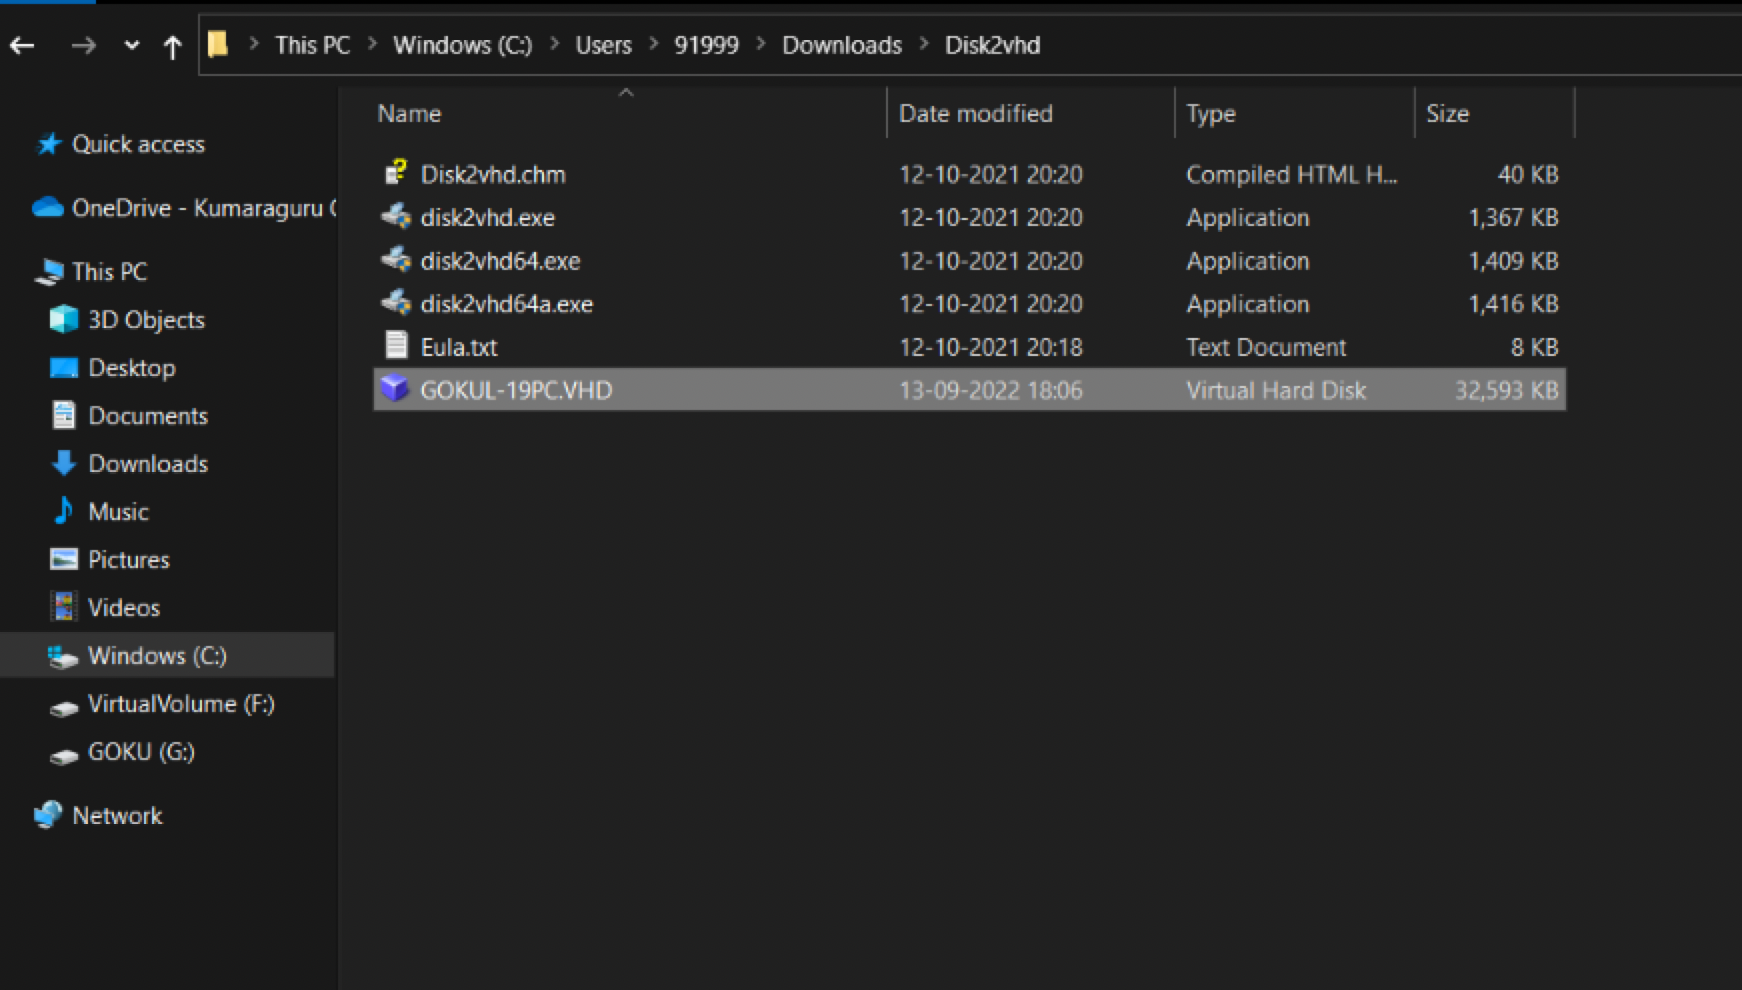 This PC > Windows (C:) > Users > 91999 > Downloads > Disk2vhd
Name Date modified Type Size
Quick access
OneDrive - Kumaraguru
This PC
3D Objects
Desktop
Documents
Downloads
Music
Pictures
Videos
Windows (C:)
VirtualVolume (F:)
GOKU (G:)
Network
Disk2vhd.chm 12-10-2021 20:20 Compiled HTML H... 40 KB
disk2vhd.exe 12-10-2021 20:20 Application 1,367 KB
disk2vhd64.exe 12-10-2021 20:20 Application 1,409 KB
disk2vhd64a.exe 12-10-2021 20:20 Application 1,416 KB
Eula.txt 12-10-2021 20:18 Text Document 8 KB
GOKUL-19PC.VHD 13-09-2022 18:06 Virtual Hard Disk 32,593 KB